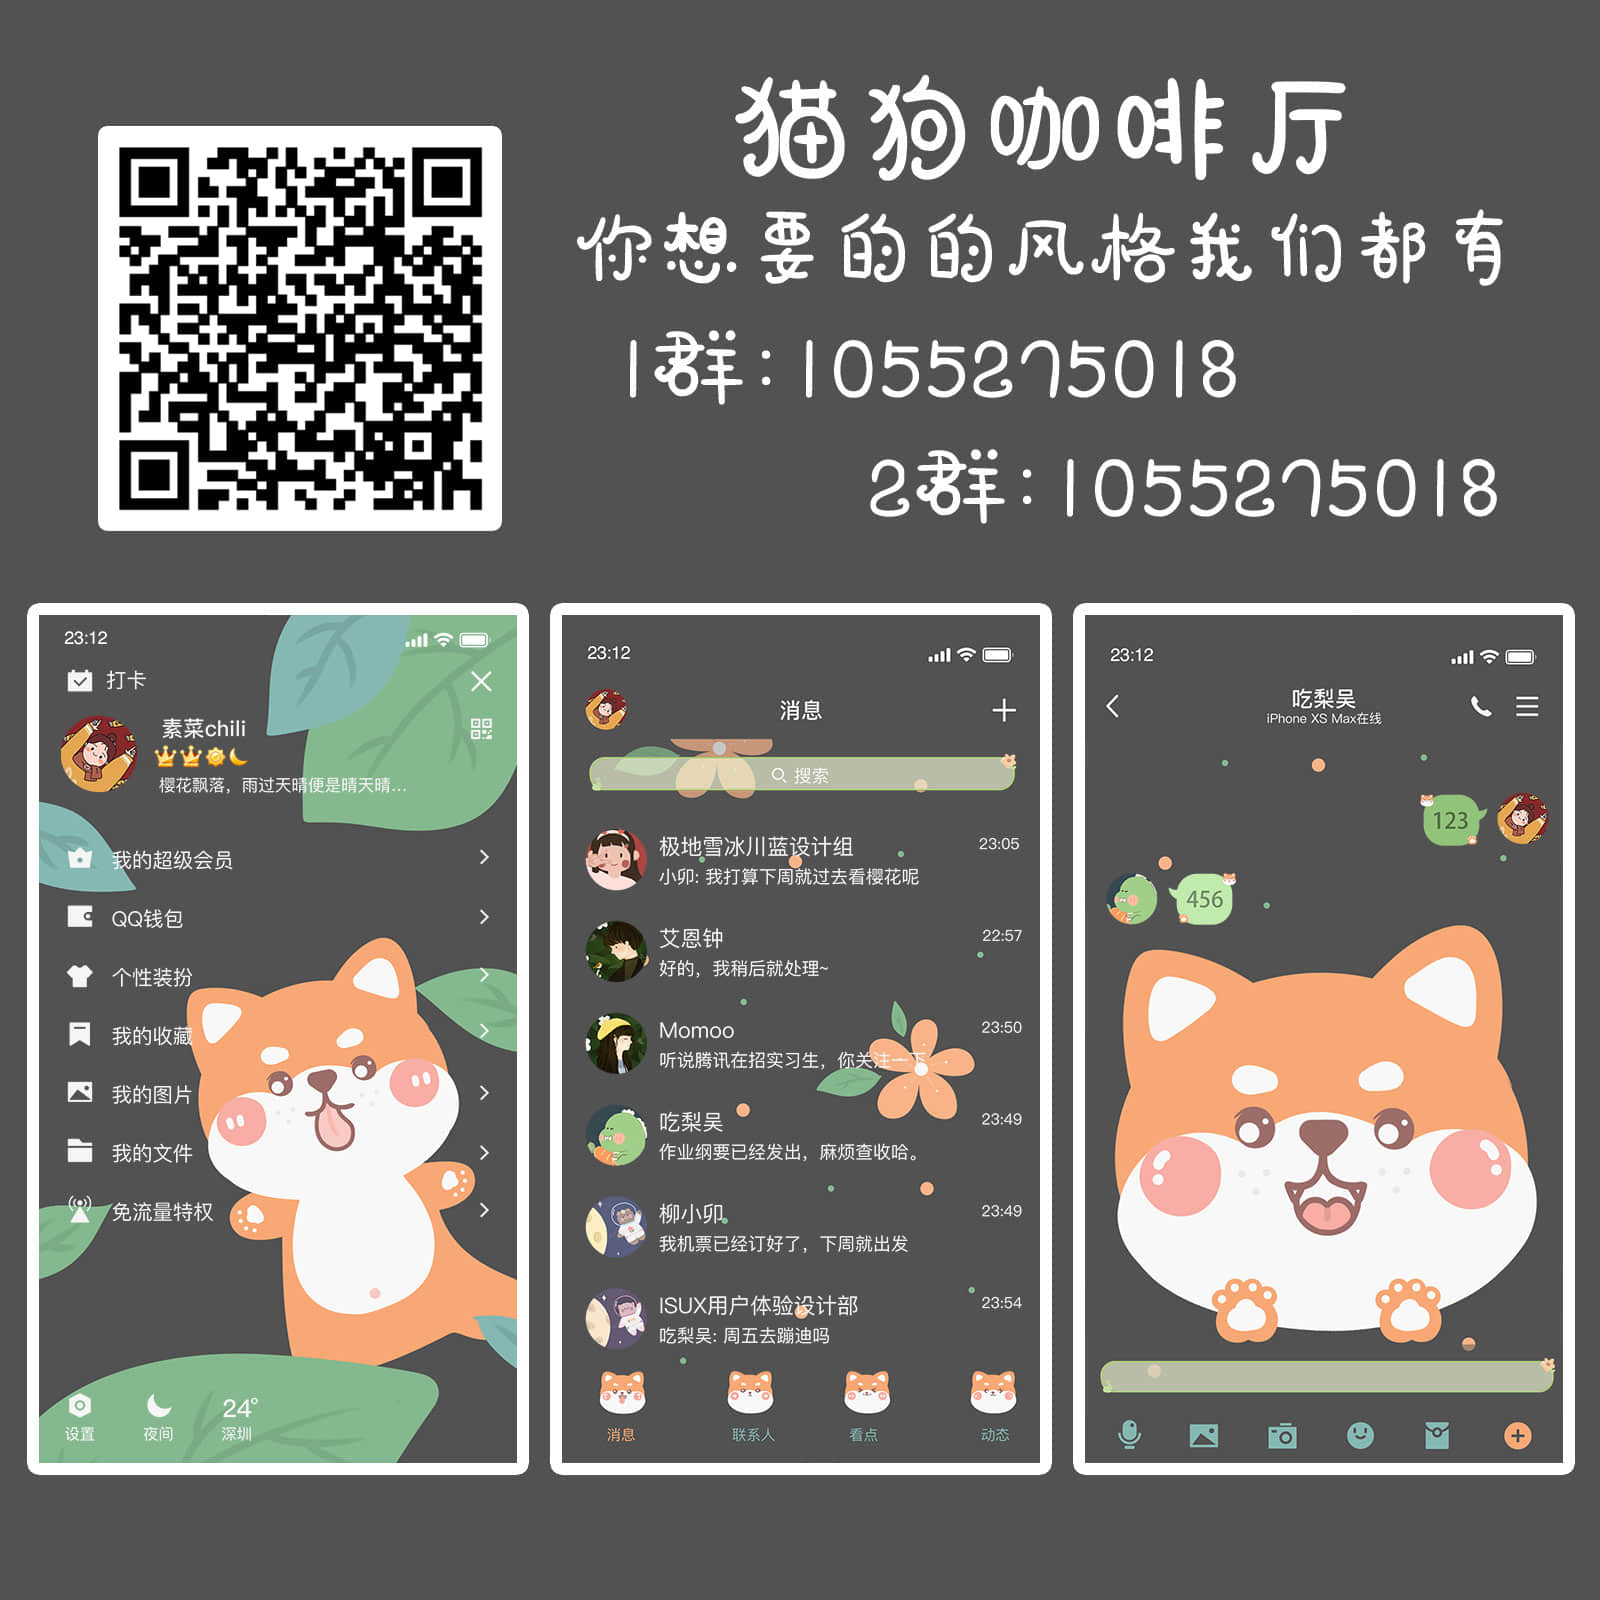 猫狗咖啡厅
你想要的的风格我们都有
1群:1055275018
2群:1055275018
23:12
打卡
素菜chili
樱花飘落，雨过天晴便是晴天晴...
我的超级会员
QQ钱包
个性装扮
我的收藏
我的图片
我的文件
免流量特权
设置
夜间
24°
深圳
23:12
消息
搜索
极地雪冰川蓝设计组 23:05
小卯: 我打算下周就过去看樱花呢
艾恩钟 22:57
好的，我稍后就处理~
Momoo 23:50
听说腾讯在招实习生，你关注一下
吃梨吴 23:49
作业纲要已经发出，麻烦查收哈。
柳小卯 23:49
我机票已经订好了，下周就出发
ISUX用户体验设计部 23:54
吃梨吴: 周五去蹦迪吗
消息 联系人 看点 动态
23:12
吃梨吴
iPhone XS Max在线
123
456